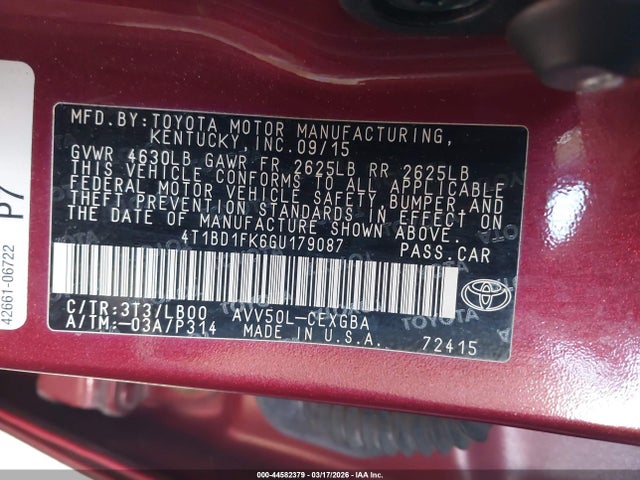 MFD.BY:TOYOTA MOTOR MANUFACTURING,
KENTUCKY, INC.09/15
GVWR 4630LB GAWR FR 2625LB RR 2625LB
THIS VEHICLE CONFORMS TO ALL APPLICABLE
FEDERAL MOTOR VEHICLE SAFETY,BUMPER,AND
THEFT PREVENTION STANDARDS IN EFFECT ON
THE DATE OF MANUFACTURE SHOWN ABOVE.
4T1BD1FK6GU179087 PASS.CAR
C/TR:3T3/LB00 AVV50L-CEXGBA
A/TM:-03A/P314 MADE IN U.S.A. 72415
TOYOTA
42661-06722
P7
000-44582379 - 03/17/2026 - IAA Inc.